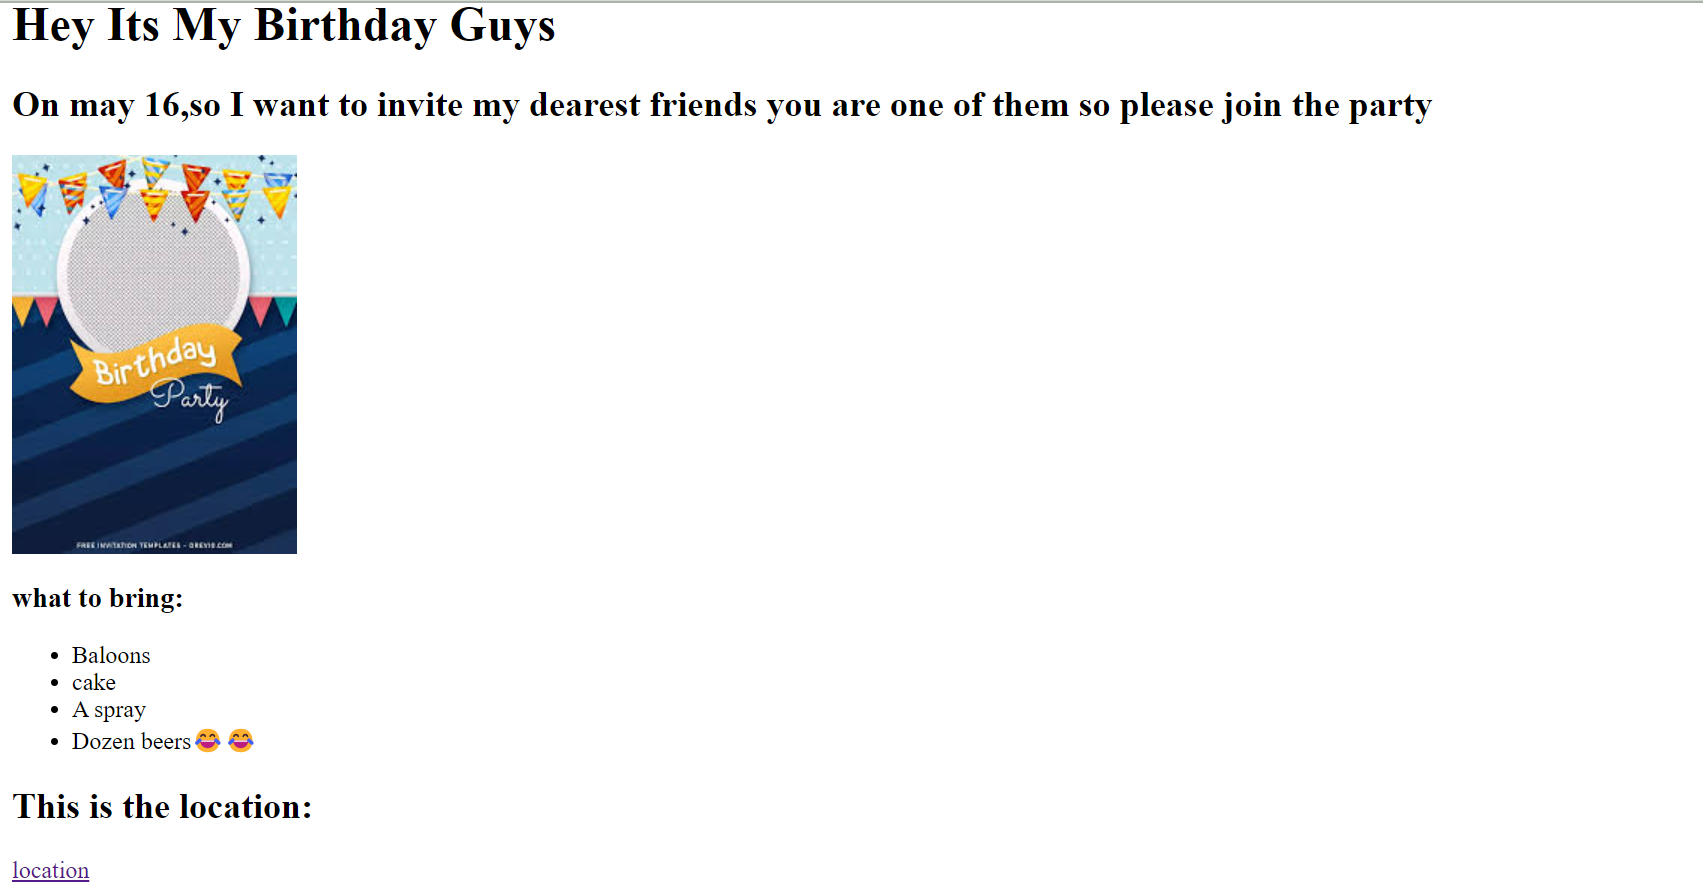 Hey Its My Birthday Guys
On may 16,so I want to invite my dearest friends you are one of them so please join the party
Birthday
Party
FREE INVITATION TEMPLATES - DREVIO.COM
what to bring:
Baloons
cake
A spray
Dozen beers😂 😂
This is the location:
location